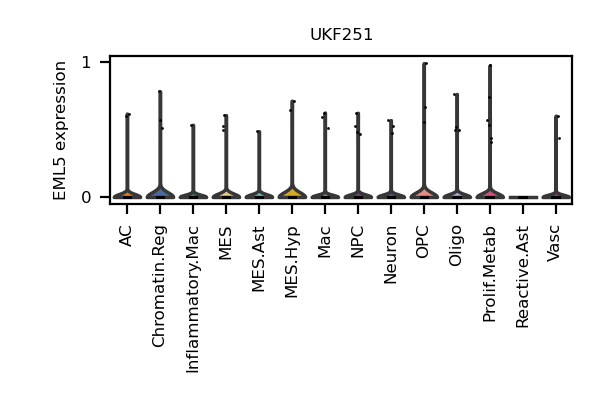 UKF251
EML5 expression
1
0
AC
Chromatin.Reg
Inflammatory.Mac
MES
MES.Ast
MES.Hyp
Mac
NPC
Neuron
OPC
Oligo
Prolif.Metab
Reactive.Ast
Vasc